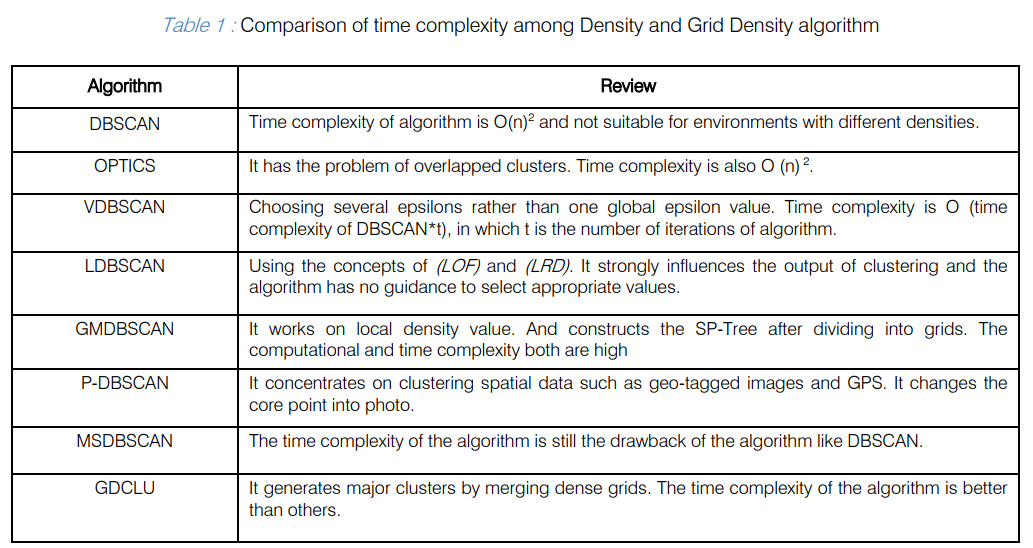 Table 1 : Comparison of time complexity among Density and Grid Density algorithm
Algorithm Review
DBSCAN Time complexity of algorithm is O(n)² and not suitable for environments with different densities.
OPTICS It has the problem of overlapped clusters. Time complexity is also O (n) ².
VDBSCAN Choosing several epsilons rather than one global epsilon value. Time complexity is O (time
complexity of DBSCAN*t), in which t is the number of iterations of algorithm.
LDBSCAN Using the concepts of (LOF) and (LRD). It strongly influences the output of clustering and the
algorithm has no guidance to select appropriate values.
GMDBSCAN It works on local density value. And constructs the SP-Tree after dividing into grids. The
computational and time complexity both are high
P-DBSCAN It concentrates on clustering spatial data such as geo-tagged images and GPS. It changes the
core point into photo.
MSDBSCAN The time complexity of the algorithm is still the drawback of the algorithm like DBSCAN.
GDCLU It generates major clusters by merging dense grids. The time complexity of the algorithm is better
than others.